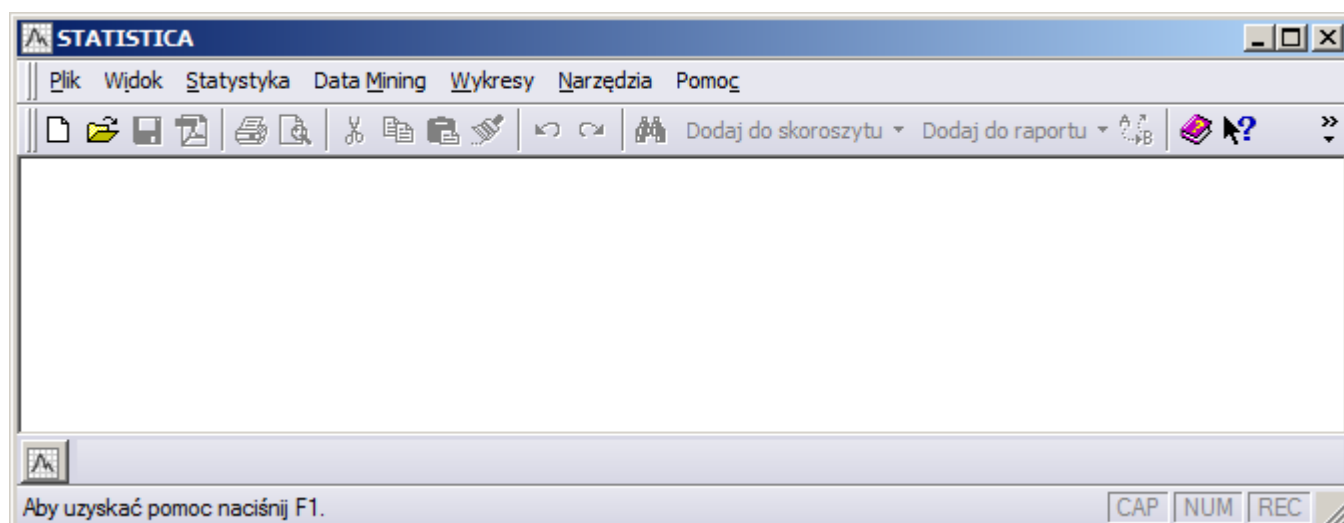 STATISTICA
Plik Widok Statystyka Data Mining Wykresy Narzędzia Pomoc
Dodaj do skoroszytu Dodaj do raportu
Aby uzyskać pomoc naciśnij F1. CAP NUM REC